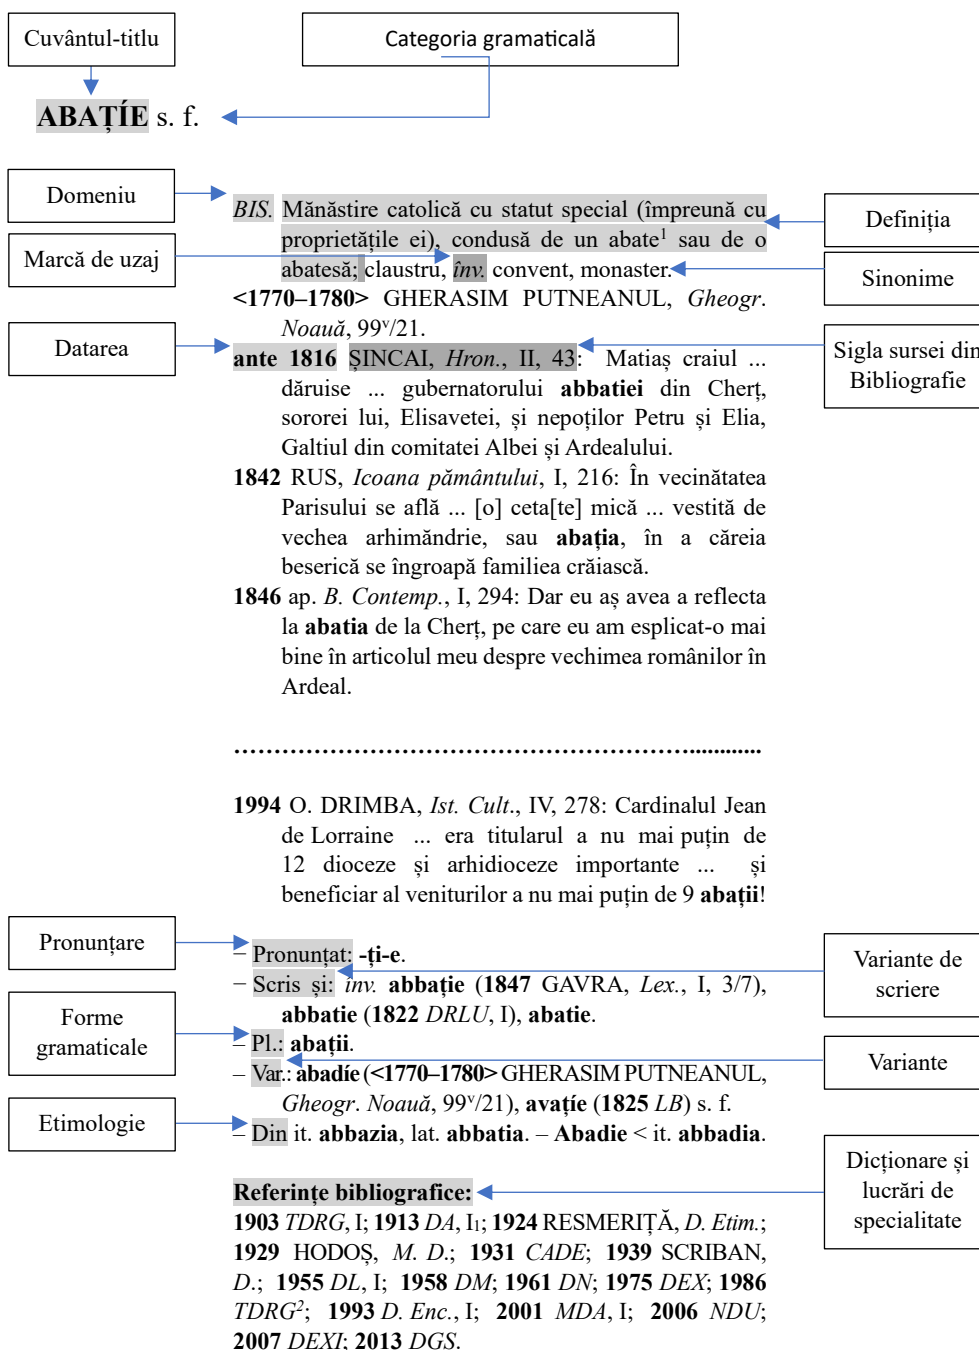 Cuvântul-titlu
Categoria gramaticală
ABAȚÍE s. f.
Domeniu
BIS. Mănăstire catolică cu statut special (împreună cu
proprietățile ei), condusă de un abate¹ sau de o
abatesă; claustru, înv. convent, monaster.
Definiția
Marcă de uzaj
Sinonime
<1770–1780> GHERASIM PUTNEANUL, Gheogr.
Noauă, 99ᵛ/21.
Datarea
ante 1816 ȘINCAI, Hron., II, 43: Matiaș craiul ...
dăruise ... gubernatorului abbatiei din Cherț,
sororei lui, Elisavetei, și nepoților Petru și Elia,
Galtiul din comitatei Albei și Ardealului.
Sigla sursei din
Bibliografie
1842 RUS, Icoana pământului, I, 216: În vecinătatea
Parisului se află ... [o] ceta[te] mică ... vestită de
vechea arhimăndrie, sau abația, în a căreia
beserică se îngroapă familiea crăiască.
1846 ap. B. Contemp., I, 294: Dar eu aș avea a reflecta
la abatia de la Cherț, pe care eu am esplicat-o mai
bine în articolul meu despre vechimea românilor în
Ardeal.
…………………………………………………............
1994 O. DRIMBA, Ist. Cult., IV, 278: Cardinalul Jean
de Lorraine ... era titularul a nu mai puțin de
12 dioceze și arhidioceze importante ... și
beneficiar al veniturilor a nu mai puțin de 9 abații!
Pronunțare
– Pronunțat: -ți-e.
– Scris și: înv. abbație (1847 GAVRA, Lex., I, 3/7),
abbatie (1822 DRLU, I), abatie.
Variante de
scriere
Forme
gramaticale
– Pl.: abații.
– Var.: abadíe (<1770–1780> GHERASIM PUTNEANUL,
Gheogr. Noauă, 99ᵛ/21), avație (1825 LB) s. f.
Variante
Etimologie
– Din it. abbazia, lat. abbatia. – Abadie < it. abbadia.
Dicționare și
lucrări de
specialitate
Referințe bibliografice:
1903 TDRG, I; 1913 DA, I₁; 1924 RESMERIȚĂ, D. Etim.;
1929 HODOȘ, M. D.; 1931 CADE; 1939 SCRIBAN,
D.; 1955 DL, I; 1958 DM; 1961 DN; 1975 DEX; 1986
TDRG²; 1993 D. Enc., I; 2001 MDA, I; 2006 NDU;
2007 DEXI; 2013 DGS.